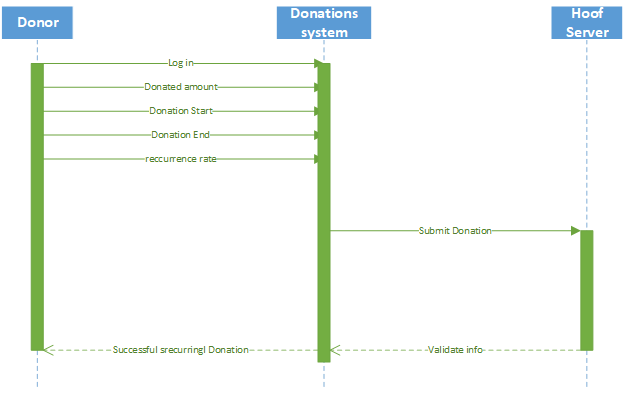 Donor
Donations
system
Hoof
Server
Log in
Donated amount
Donation Start
Donation End
reccurrence rate
Submit Donation
Successful srecurringl Donation
Validate info